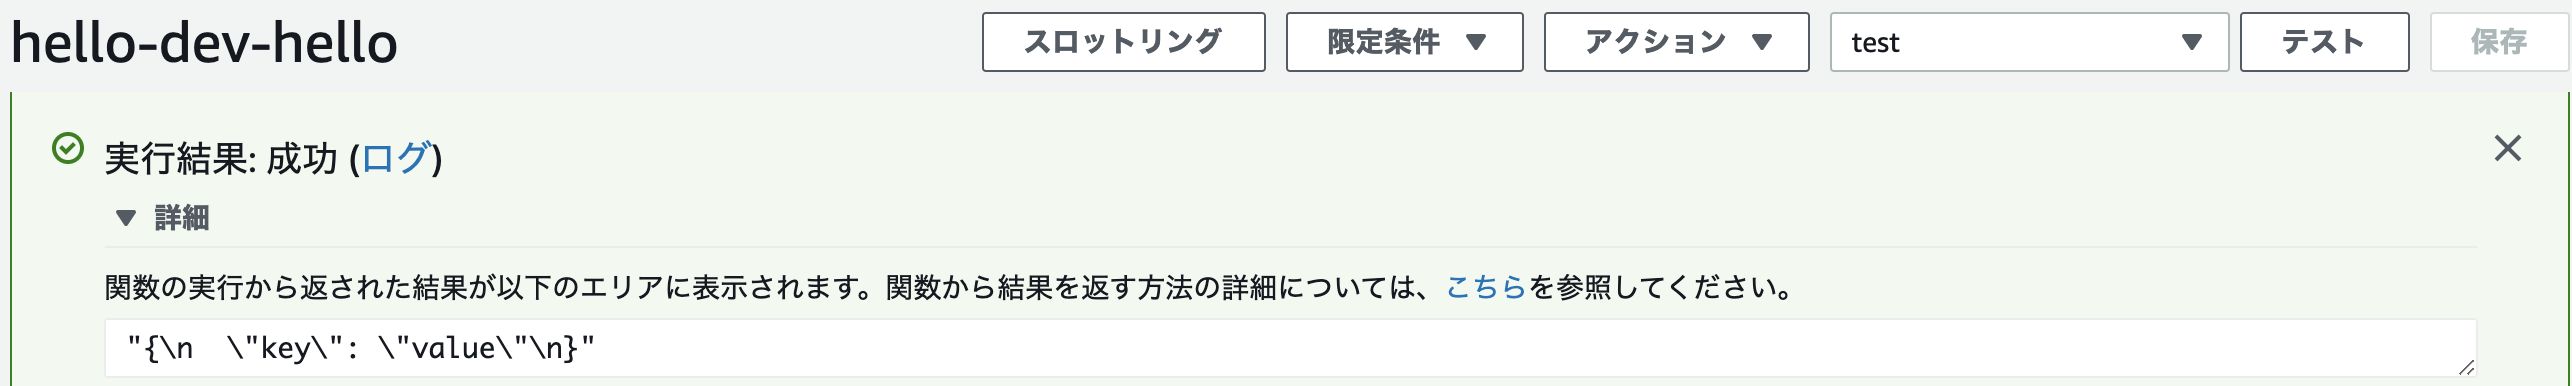 hello-dev-hello
スロットリング
限定条件
アクション
test
テスト
保存
実行結果: 成功 (ログ)
詳細
関数の実行から返された結果が以下のエリアに表示されます。関数から結果を返す方法の詳細については、こちらを参照してください。
"{\n  \"key\": \"value\"\n}"